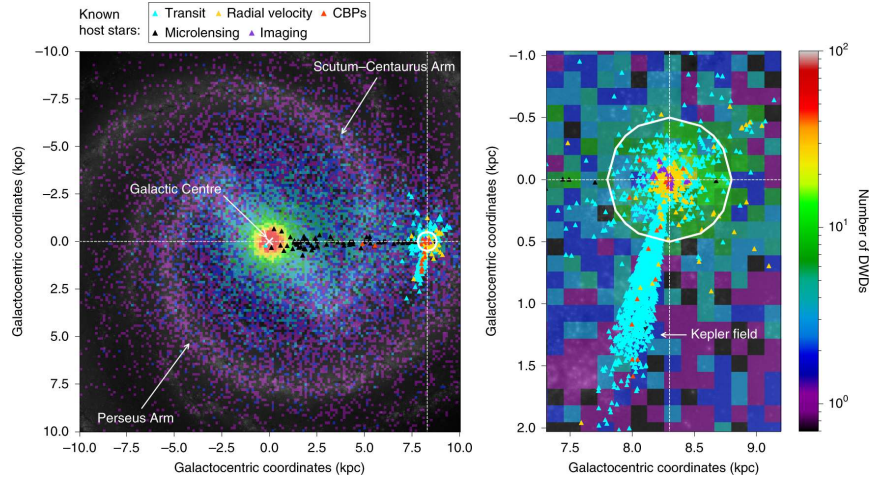 Known host stars:
Transit Radial velocity CBPs
Microlensing Imaging
−10.0
−7.5
−5.0
−2.5
0.0
2.5
5.0
7.5
10.0
Galactocentric coordinates (kpc)
Scutum–Centaurus Arm
Galactic Centre
Perseus Arm
−10.0 −7.5 −5.0 −2.5 0.0 2.5 5.0 7.5 10.0
Galactocentric coordinates (kpc)
−1.0
−0.5
0.0
0.5
1.0
1.5
2.0
Galactocentric coordinates (kpc)
Kepler field
7.5 8.0 8.5 9.0
Galactocentric coordinates (kpc)
10²
10¹
10⁰
Number of DWDs